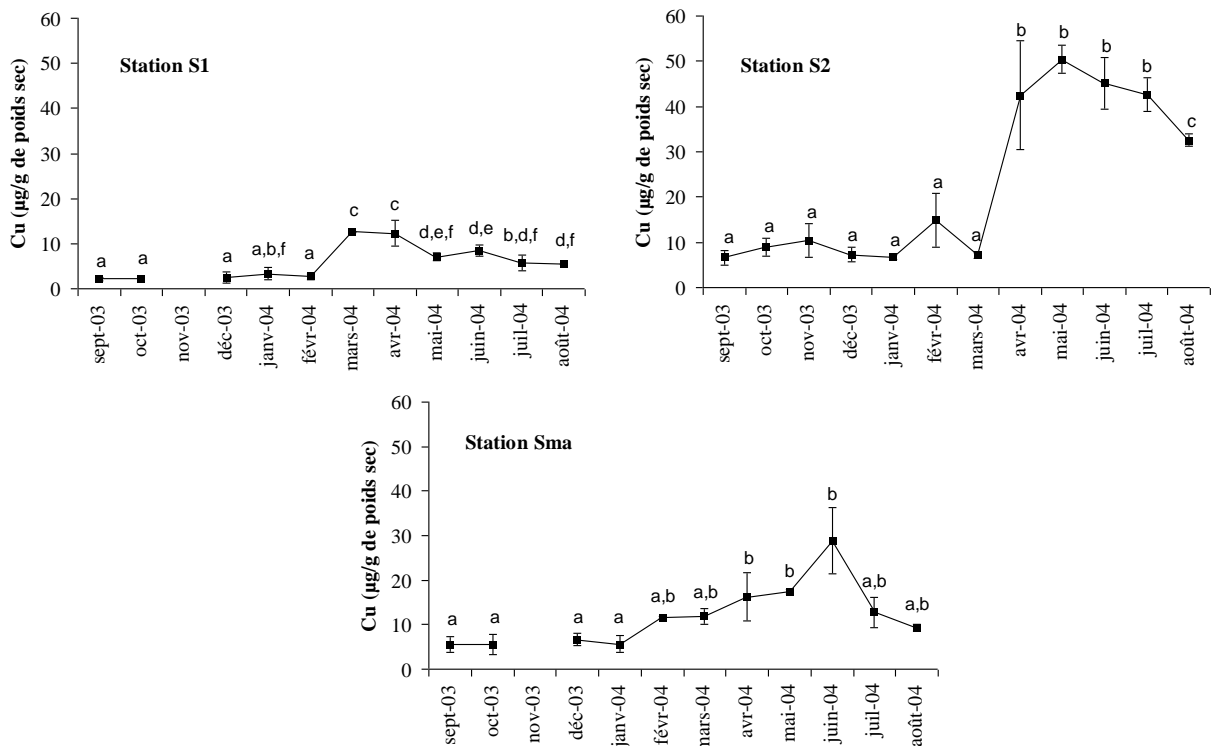 Station S1
Cu (µg/g de poids sec)
60
50
40
30
20
10
0
a
a
a
a,b,f
a
c
c
d,e,f
d,e
b,d,f
d,f
sept-03
oct-03
nov-03
déc-03
janv-04
févr-04
mars-04
avr-04
mai-04
juin-04
juil-04
août-04
Station S2
Cu (µg/g de poids sec)
60
50
40
30
20
10
0
a
a
a
a
a
a
a
b
b
b
b
c
sept-03
oct-03
nov-03
déc-03
janv-04
févr-04
mars-04
avr-04
mai-04
juin-04
juil-04
août-04
Station Sma
Cu (µg/g de poids sec)
60
50
40
30
20
10
0
a
a
a
a
a,b
a,b
b
b
b
a,b
a,b
sept-03
oct-03
nov-03
déc-03
janv-04
févr-04
mars-04
avr-04
mai-04
juin-04
juil-04
août-04